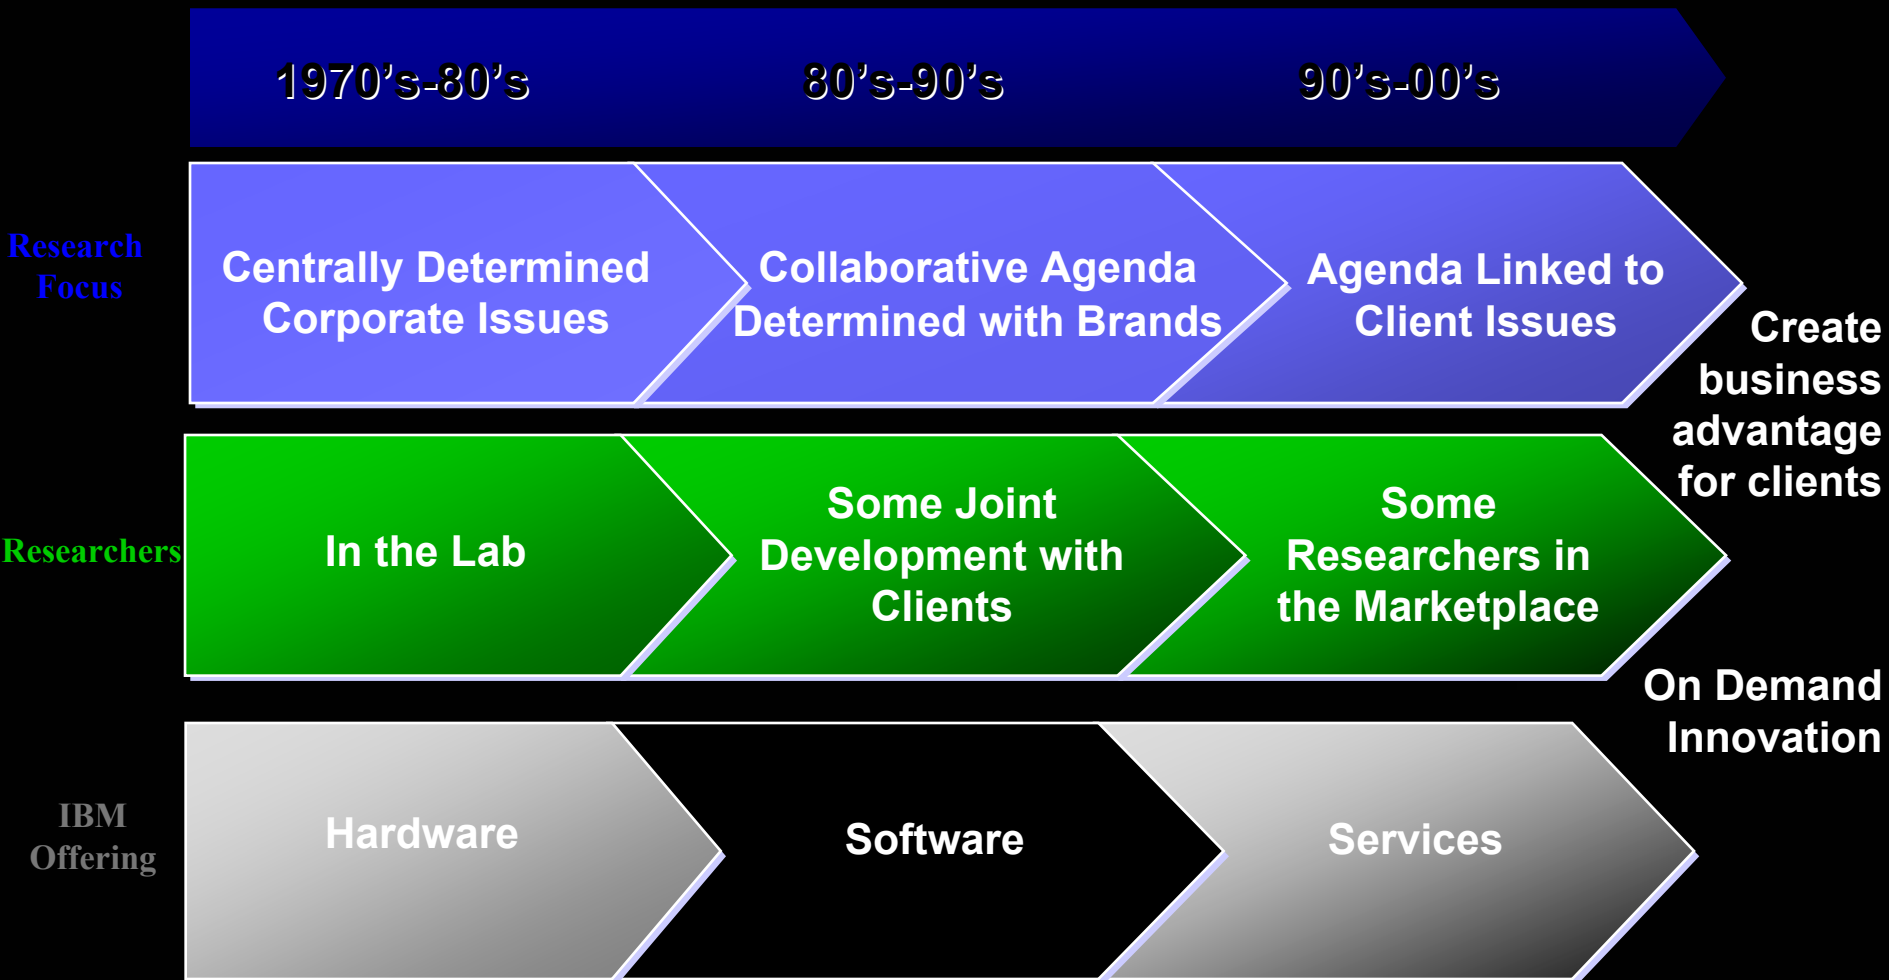 1970’s-80’s
80’s-90’s
90’s-00’s
Research
Focus
Centrally Determined
Corporate Issues
Collaborative Agenda
Determined with Brands
Agenda Linked to
Client Issues
Create
business
advantage
for clients
Researchers
In the Lab
Some Joint
Development with
Clients
Some
Researchers in
the Marketplace
On Demand
Innovation
IBM
Offering
Hardware
Software
Services